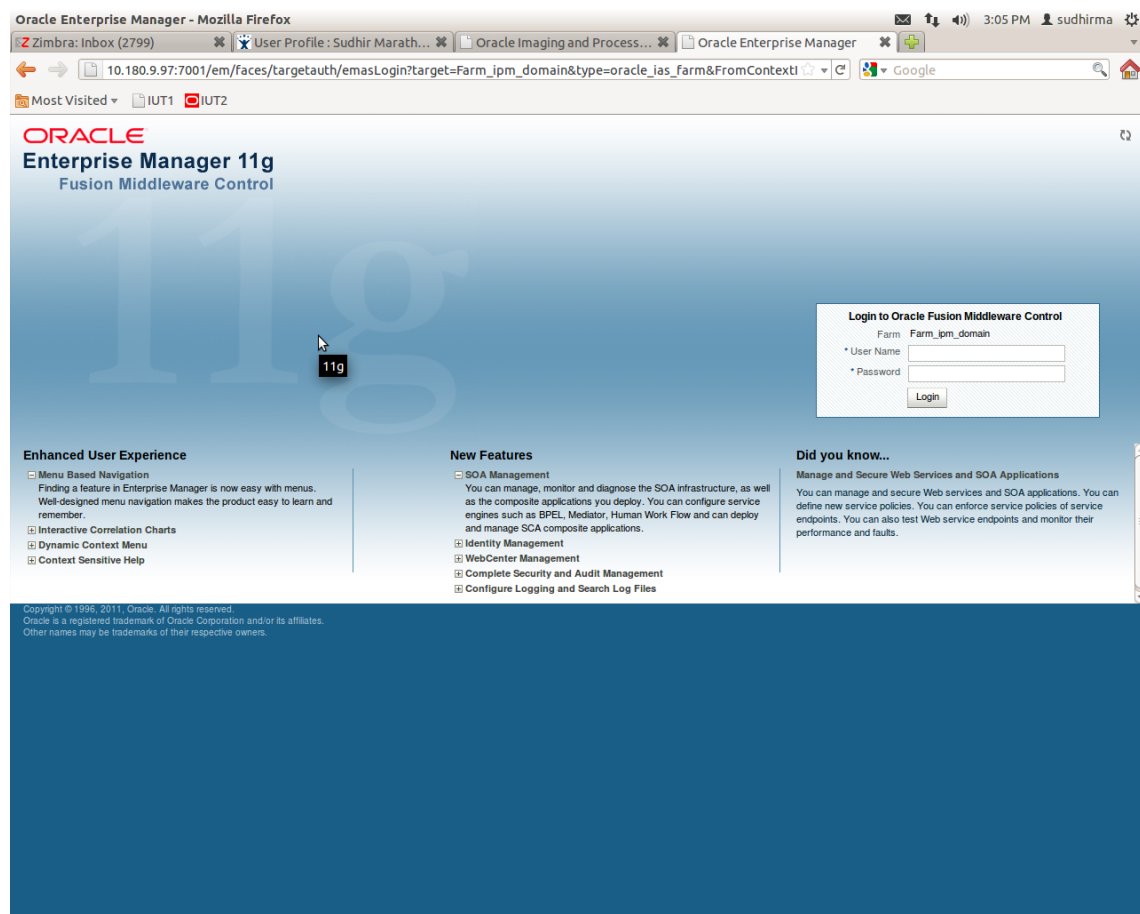 Oracle Enterprise Manager - Mozilla Firefox
3:05 PM sudhirma
Zimbra: Inbox (2799)
User Profile : Sudhir Marath...
Oracle Imaging and Process...
Oracle Enterprise Manager
10.180.9.97:7001/em/faces/targetauth/emasLogin?target=Farm_ipm_domain&type=oracle_ias_farm&FromContextI
Google
Most Visited
IUT1
IUT2
ORACLE
Enterprise Manager 11g
Fusion Middleware Control
11g
11g
Login to Oracle Fusion Middleware Control
Farm Farm_ipm_domain
* User Name
* Password
Login
Enhanced User Experience
Menu Based Navigation
Finding a feature in Enterprise Manager is now easy with menus.
Well-designed menu navigation makes the product easy to learn and
remember.
Interactive Correlation Charts
Dynamic Context Menu
Context Sensitive Help
New Features
SOA Management
You can manage, monitor and diagnose the SOA infrastructure, as well
as the composite applications you deploy. You can configure service
engines such as BPEL, Mediator, Human Work Flow and can deploy
and manage SCA composite applications.
Identity Management
WebCenter Management
Complete Security and Audit Management
Configure Logging and Search Log Files
Did you know...
Manage and Secure Web Services and SOA Applications
You can manage and secure Web services and SOA applications. You can
define new service policies. You can enforce service policies of service
endpoints. You can also test Web service endpoints and monitor their
performance and faults.
Copyright © 1996, 2011, Oracle. All rights reserved.
Oracle is a registered trademark of Oracle Corporation and/or its affiliates.
Other names may be trademarks of their respective owners.